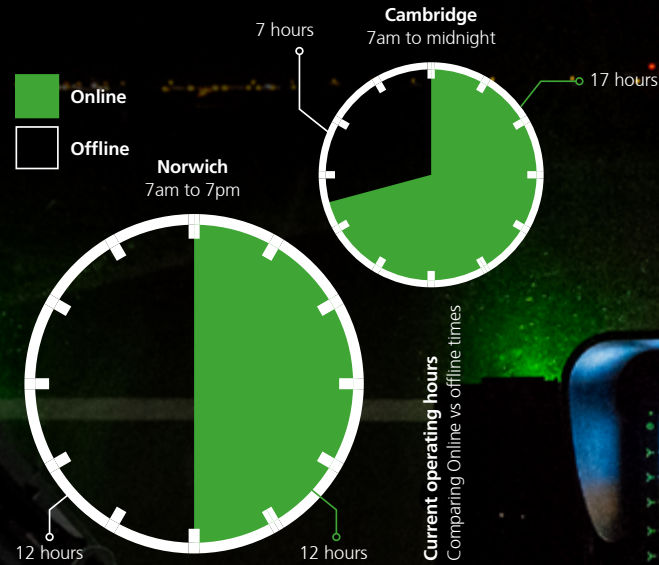 Cambridge
7am to midnight
7 hours
17 hours
Online
Offline
Norwich
7am to 7pm
12 hours
12 hours
Current operating hours
Comparing Online vs offline times